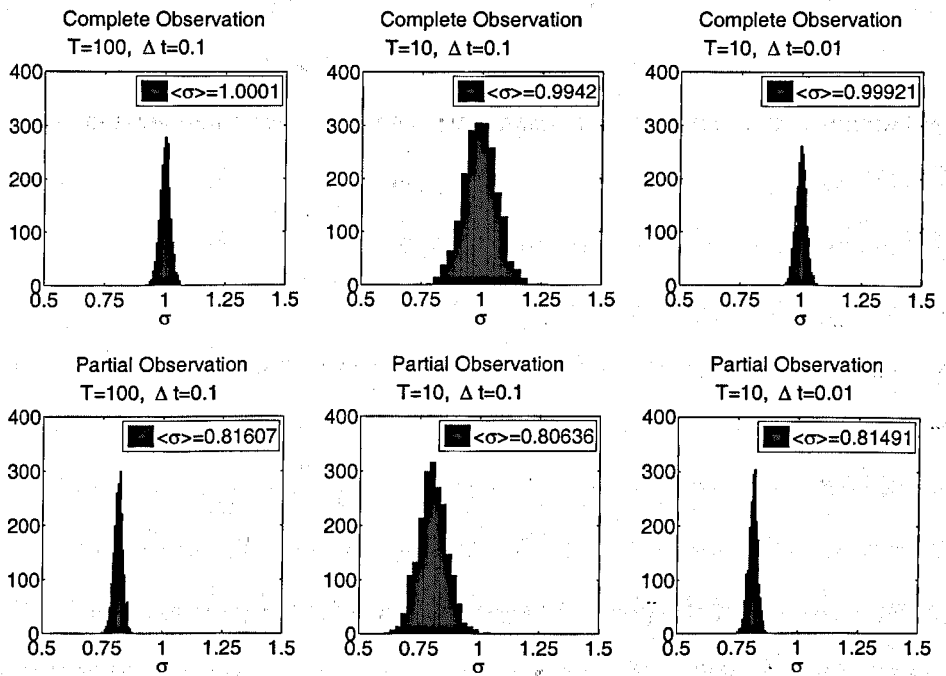 Complete Observation
T=100, Δ t=0.1
400
300
200
100
0
0.5 0.75 1 1.25 1.5
σ
<σ>=1.0001
Complete Observation
T=10, Δ t=0.1
400
300
200
100
0
0.5 0.75 1 1.25 1.5
σ
<σ>=0.9942
Complete Observation
T=10, Δ t=0.01
400
300
200
100
0
0.5 0.75 1 1.25 1.5
σ
<σ>=0.99921
Partial Observation
T=100, Δ t=0.1
400
300
200
100
0
0.5 0.75 1 1.25 1.5
σ
<σ>=0.81607
Partial Observation
T=10, Δ t=0.1
400
300
200
100
0
0.5 0.75 1 1.25 1.5
σ
<σ>=0.80636
Partial Observation
T=10, Δ t=0.01
400
300
200
100
0
0.5 0.75 1 1.25 1.5
σ
<σ>=0.81491